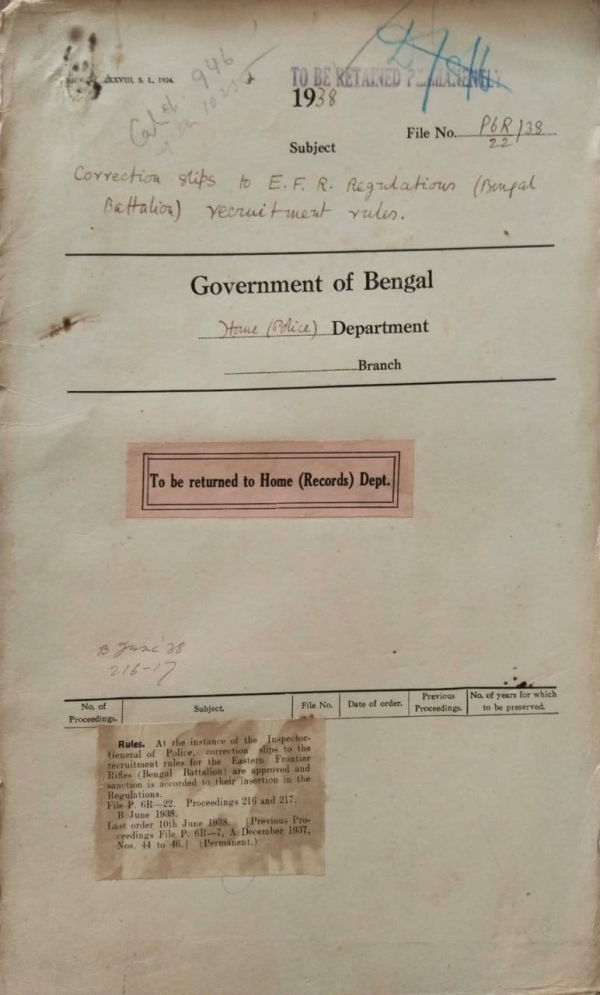 XXVIII, S. I., 1924.
946
TO BE RETAINED PERMANENTLY
1938
File No. P6R/38
22
Subject
Correction slips to E. F. R. Regulations (Bengal
Battalion) recruitment rules.
Government of Bengal
Home (Police) Department
Branch
To be returned to Home (Records) Dept.
B June '38
216-17
No. of Proceedings.
Subject.
File No.
Date of order.
Previous Proceedings.
No. of years for which to be preserved.
Rules. At the instance of the Inspector-
General of Police, correction slips to the
recruitment rules for the Eastern Frontier
Rifles (Bengal Battalion) are approved and
sanction is accorded to their insertion in the
Regulations.
File P. 6R—22. Proceedings 216 and 217.
B June 1938.
Last order 10th June 1938. [Previous Pro-
ceedings File P. 6R—7, A December 1937,
Nos. 44 to 46.] (Permanent.)